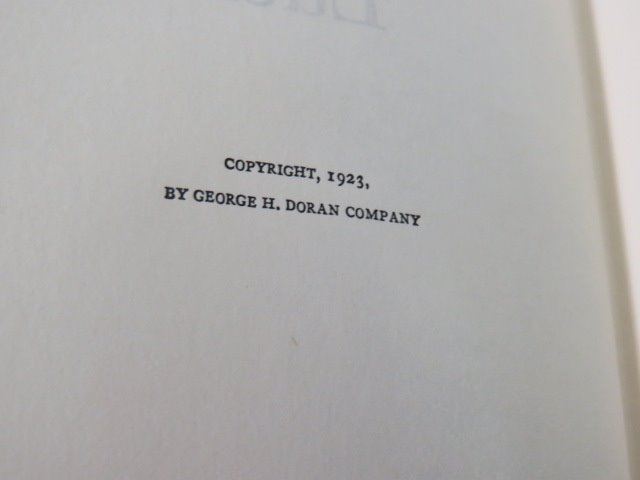 COPYRIGHT, 1923,
BY GEORGE H. DORAN COMPANY